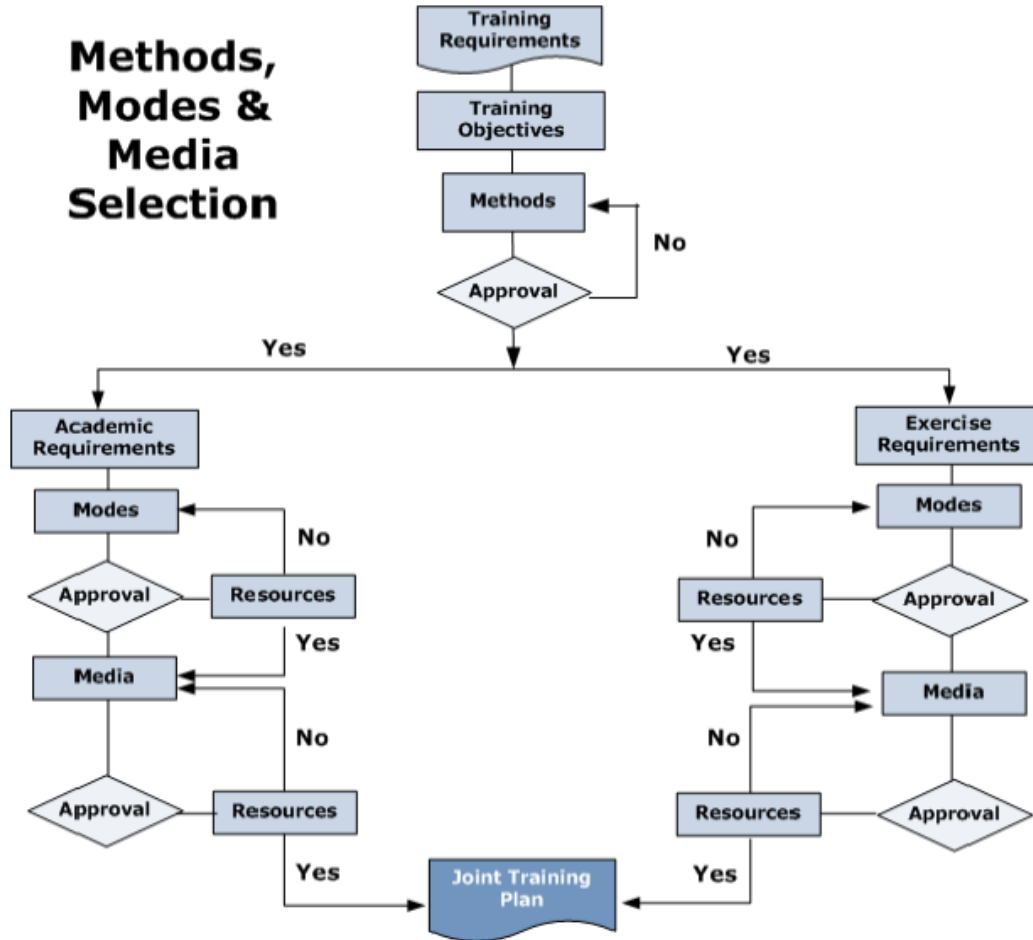 Methods,
Modes &
Media
Selection
Training
Requirements
Training
Objectives
Methods
No
Approval
Yes
Yes
Academic
Requirements
Modes
No
Approval
Resources
Yes
Media
No
Approval
Resources
Yes
Exercise
Requirements
Modes
No
Resources
Approval
Yes
Media
No
Resources
Approval
Yes
Joint Training
Plan